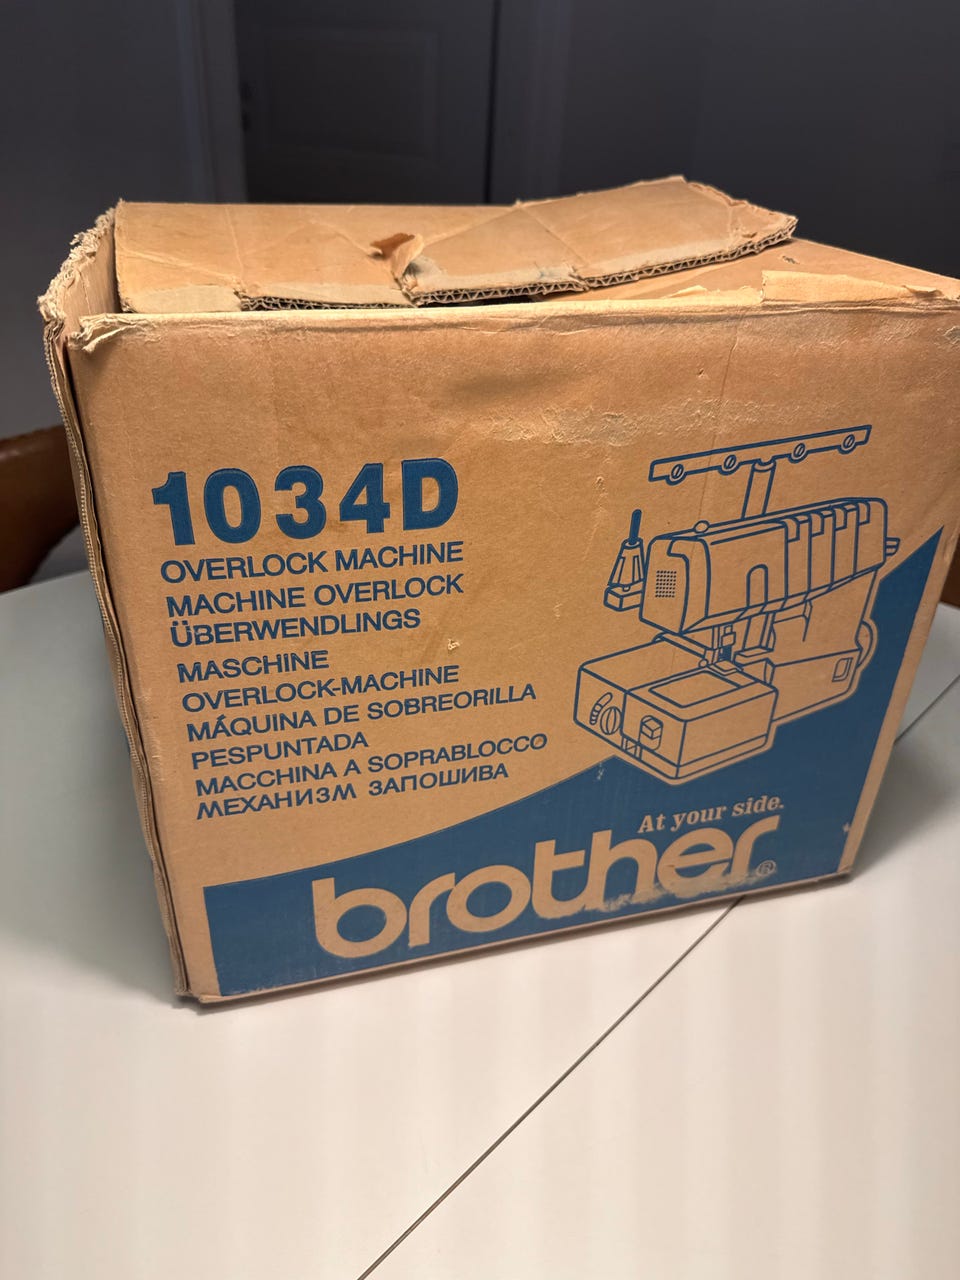 1034D
OVERLOCK MACHINE
MACHINE OVERLOCK
ÜBERWENDLINGS
MASCHINE
OVERLOCK-MACHINE
MÁQUINA DE SOBREORILLA
PESPUNTADA
MACCHINA A SOPRABLOCCO
МЕХАНИЗМ ЗАПОШИВА
At your side.
brother®